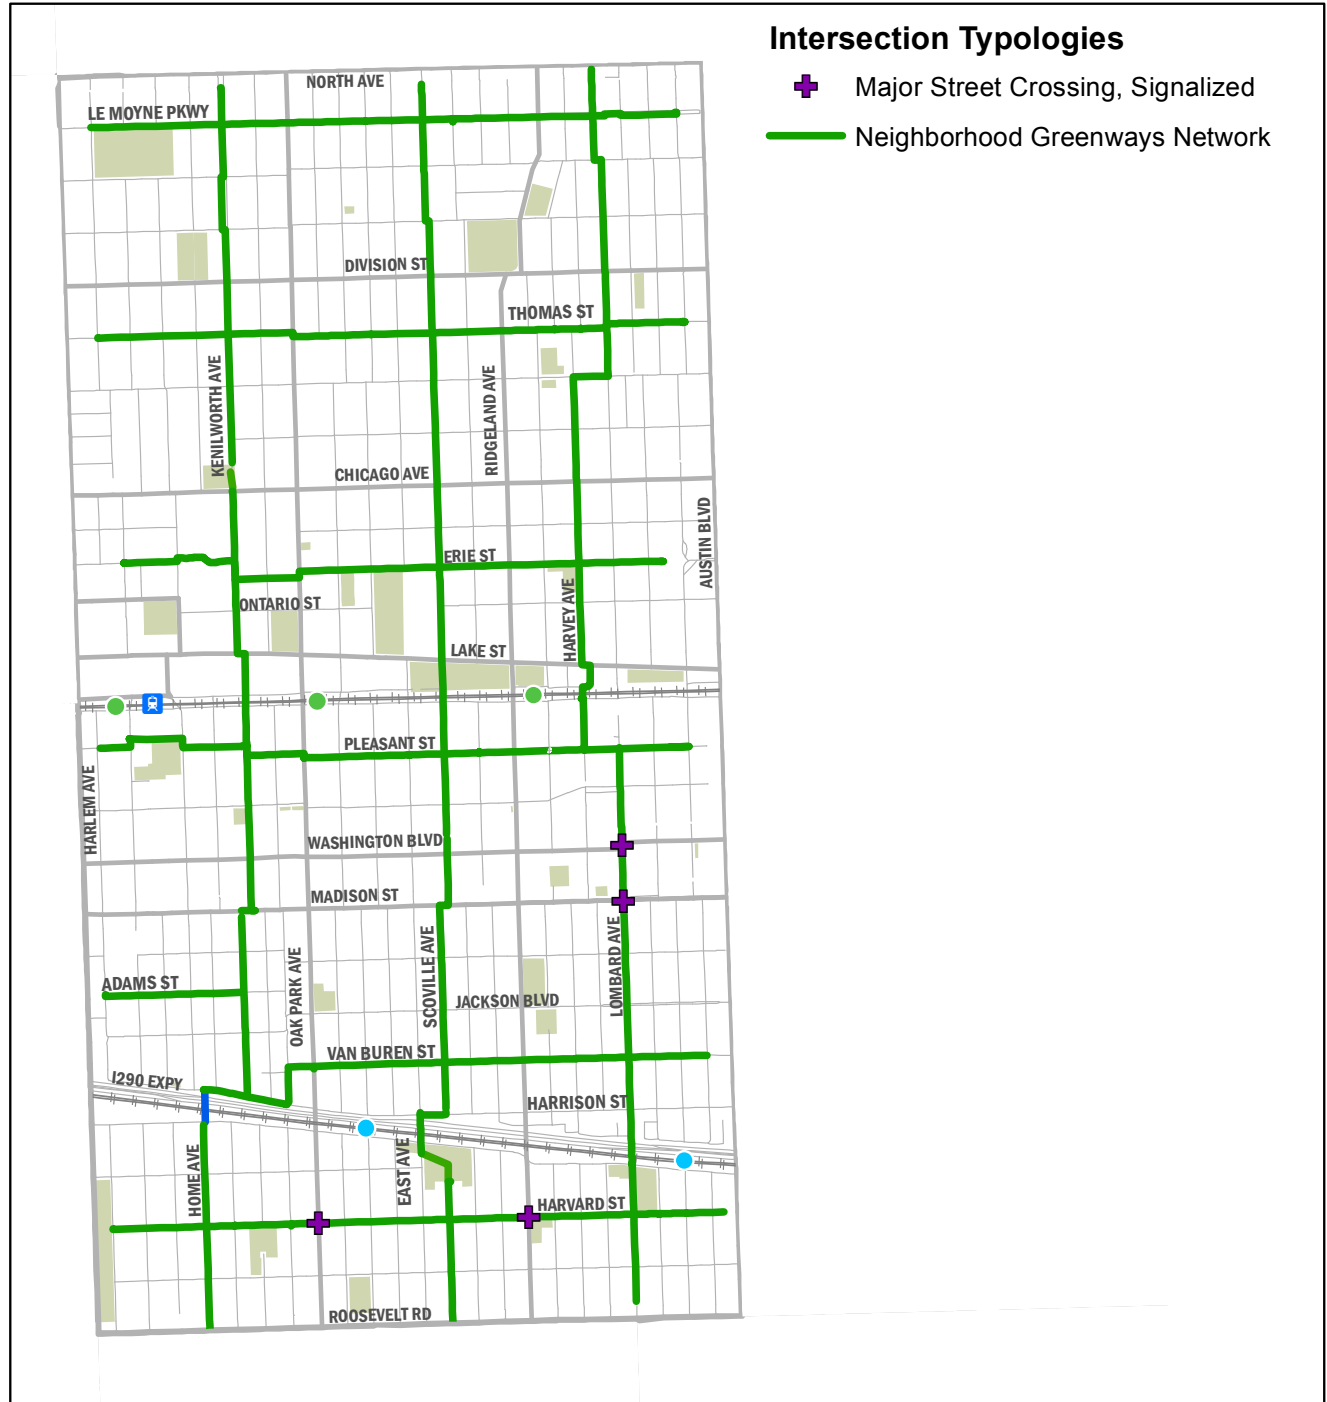 Intersection Typologies
Major Street Crossing, Signalized
Neighborhood Greenways Network
NORTH AVE
LE MOYNE PKWY
DIVISION ST
THOMAS ST
KENILWORTH AVE
RIDGELAND AVE
CHICAGO AVE
AUSTIN BLVD
ERIE ST
HARVEY AVE
ONTARIO ST
LAKE ST
PLEASANT ST
HARLEM AVE
WASHINGTON BLVD
MADISON ST
LOMBARD AVE
SCOVILLE AVE
OAK PARK AVE
ADAMS ST
JACKSON BLVD
VAN BUREN ST
I290 EXPY
HARRISON ST
HOME AVE
EAST AVE
HARVARD ST
ROOSEVELT RD